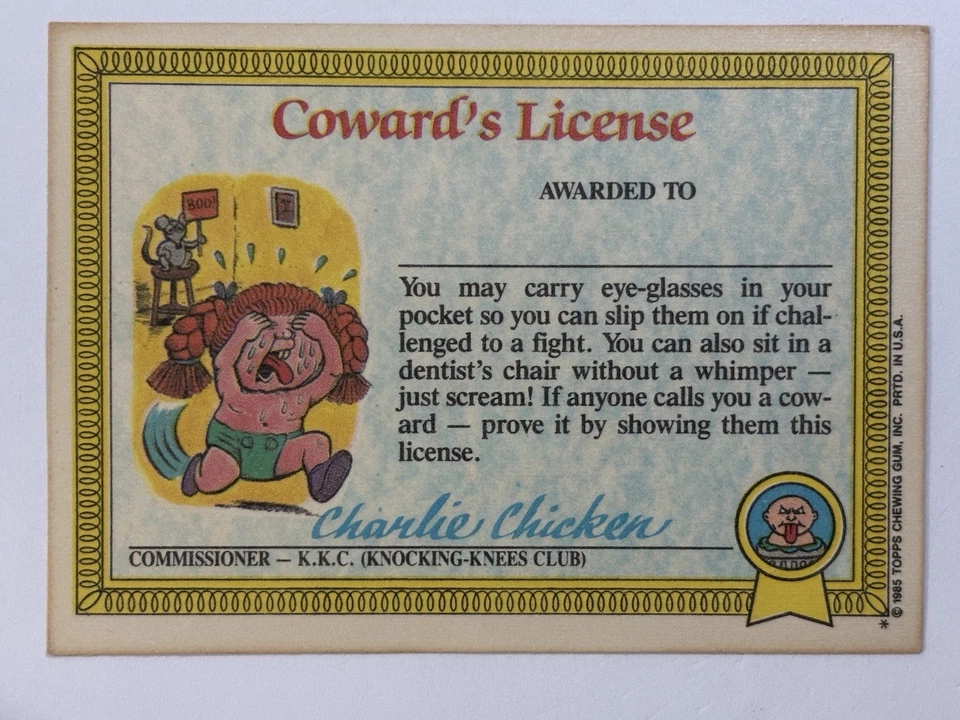 Coward's License
BOO!
AWARDED TO
You may carry eye-glasses in your
pocket so you can slip them on if chal-
lenged to a fight. You can also sit in a
dentist's chair without a whimper —
just scream! If anyone calls you a cow-
ard — prove it by showing them this
license.
Charlie Chicken
COMMISSIONER — K.K.C. (KNOCKING-KNEES CLUB)
* © 1985 TOPPS CHEWING GUM, INC. PRTD. IN U.S.A.